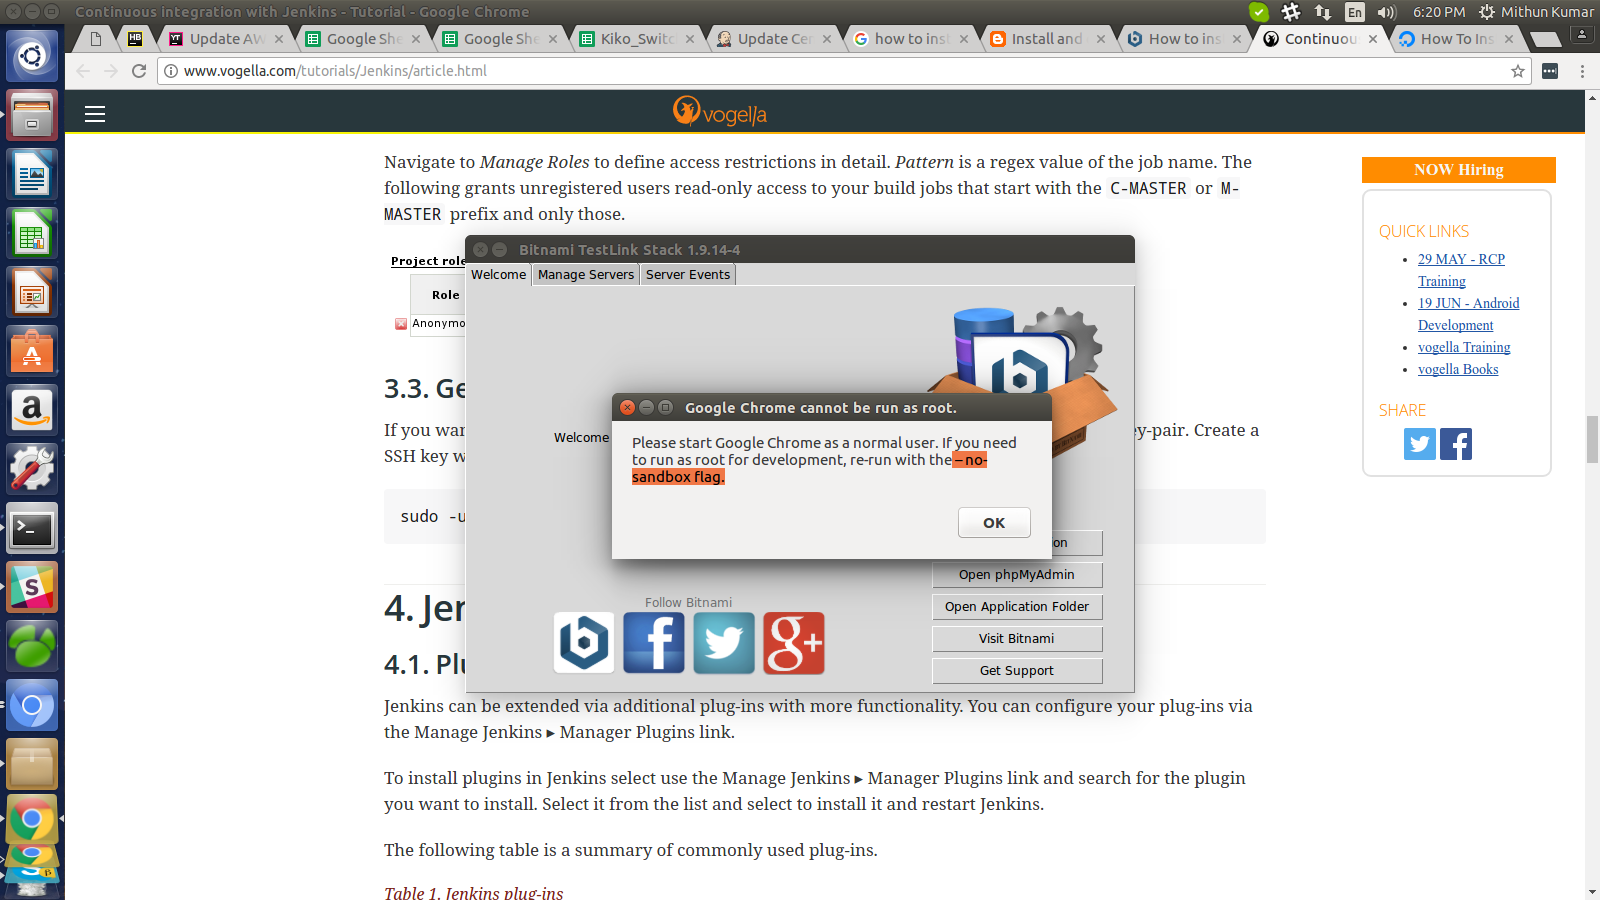 Continuous integration with Jenkins - Tutorial - Google Chrome
En
6:20 PM
Mithun Kumar
HB
YT
Update AW
Google She
Google She
Kiko_Switc
Update Cen
how to inst
Install and
How to ins
Continuou
How To Ins
www.vogella.com/tutorials/Jenkins/article.html
vogella
Navigate to Manage Roles to define access restrictions in detail. Pattern is a regex value of the job name. The
following grants unregistered users read-only access to your build jobs that start with the C-MASTER or M-
MASTER prefix and only those.
NOW Hiring
QUICK LINKS
29 MAY - RCP
Training
19 JUN - Android
Development
vogella Training
vogella Books
SHARE
Project role
Role
Anonymo
Bitnami TestLink Stack 1.9.14-4
Welcome
Manage Servers
Server Events
3.3. Ge
If you wan
ey-pair. Create a
SSH key w
Welcome
Google Chrome cannot be run as root.
Please start Google Chrome as a normal user. If you need
to run as root for development, re-run with the --no-
sandbox flag.
OK
sudo -u
ion
Open phpMyAdmin
Open Application Folder
Visit Bitnami
Get Support
Follow Bitnami
4. Jen
4.1. Plu
Jenkins can be extended via additional plug-ins with more functionality. You can configure your plug-ins via
the Manage Jenkins ▸ Manager Plugins link.
To install plugins in Jenkins select use the Manage Jenkins ▸ Manager Plugins link and search for the plugin
you want to install. Select it from the list and select to install it and restart Jenkins.
The following table is a summary of commonly used plug-ins.
Table 1. Jenkins plug-ins